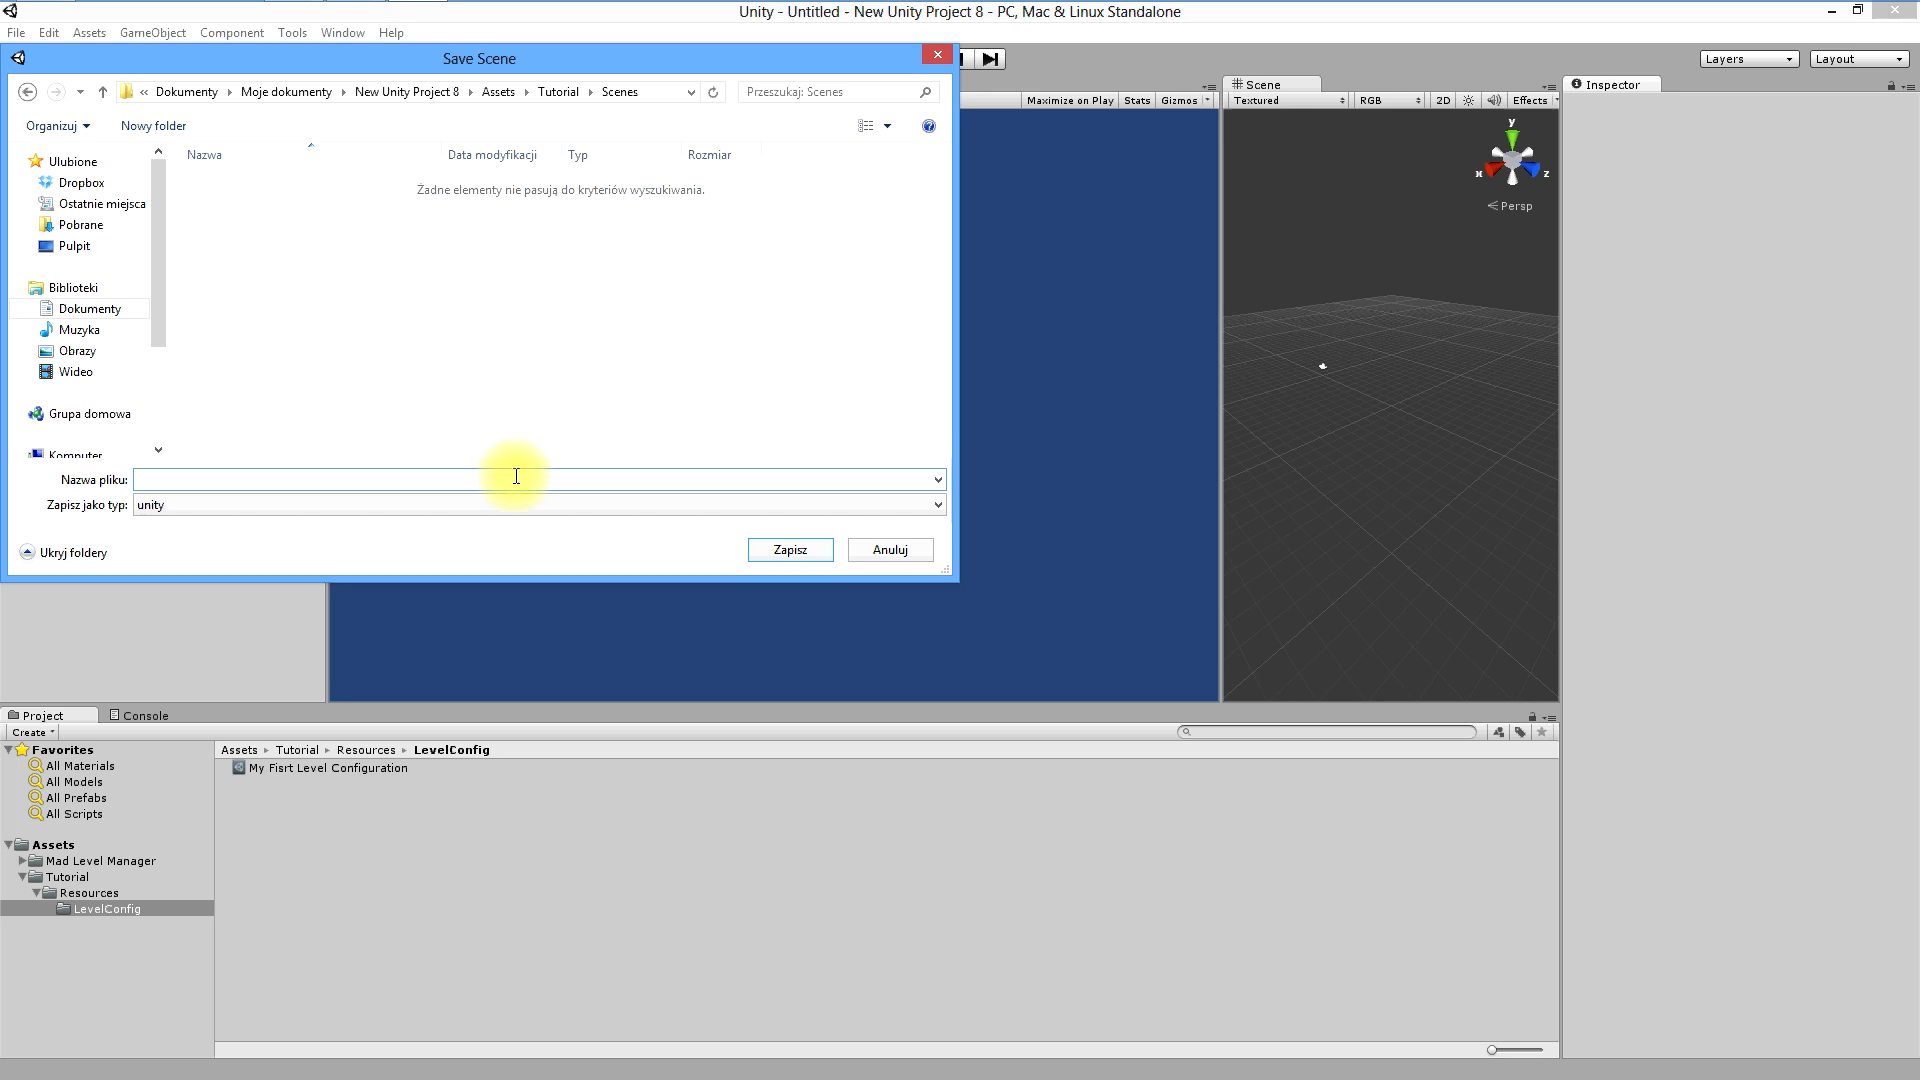 Unity - Untitled - New Unity Project 8 - PC, Mac & Linux Standalone
File Edit Assets GameObject Component Tools Window Help
Save Scene
Layers Layout
« Dokumenty Moje dokumenty New Unity Project 8 Assets Tutorial Scenes
Przeszukaj: Scenes
Organizuj Nowy folder
Nazwa Data modyfikacji Typ Rozmiar
Żadne elementy nie pasują do kryteriów wyszukiwania.
Ulubione
Dropbox
Ostatnie miejsca
Pobrane
Pulpit
Biblioteki
Dokumenty
Muzyka
Obrazy
Wideo
Grupa domowa
Komputer
Nazwa pliku:
Zapisz jako typ: unity
Ukryj foldery Zapisz Anuluj
Maximize on Play Stats Gizmos
Scene
Textured RGB 2D Effects
y
x z
Persp
Inspector
Project Console
Create
Favorites
All Materials
All Models
All Prefabs
All Scripts
Assets
Mad Level Manager
Tutorial
Resources
LevelConfig
Assets Tutorial Resources LevelConfig
My Fisrt Level Configuration